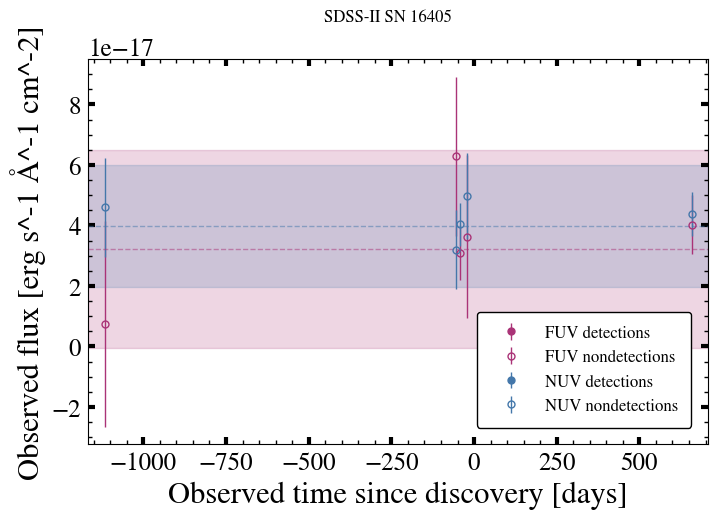 SDSS-II SN 16405
1e−17
Observed flux [erg s^-1 Å^-1 cm^-2]
8
6
4
2
0
−2
FUV detections
FUV nondetections
NUV detections
NUV nondetections
−1000 −750 −500 −250 0 250 500
Observed time since discovery [days]